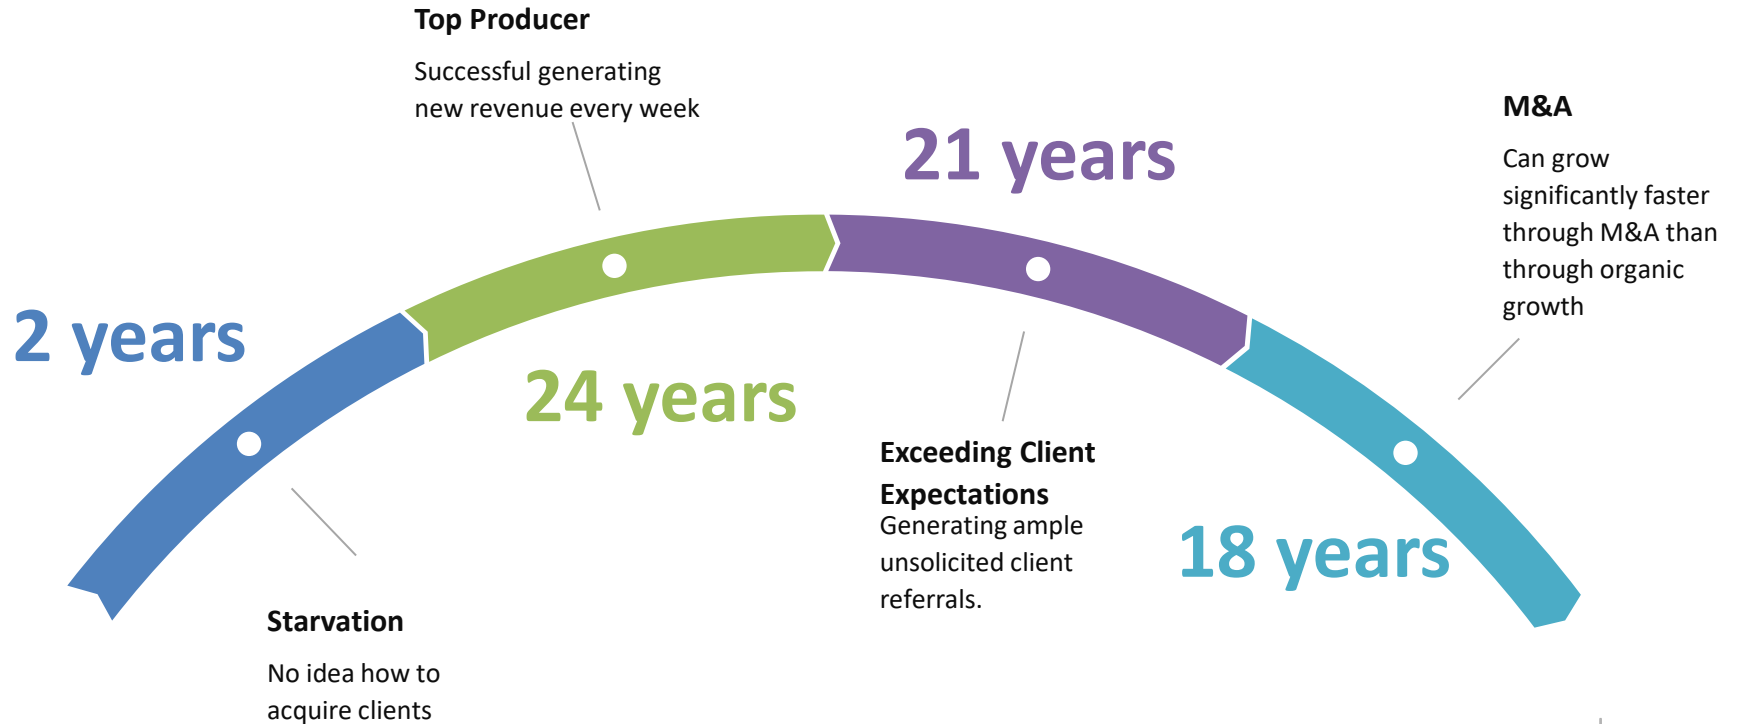 Top Producer
Successful generating
new revenue every week
21 years
M&A
Can grow
significantly faster
through M&A than
through organic
growth
2 years
24 years
Exceeding Client
Expectations
Generating ample
unsolicited client
referrals.
18 years
Starvation
No idea how to
acquire clients